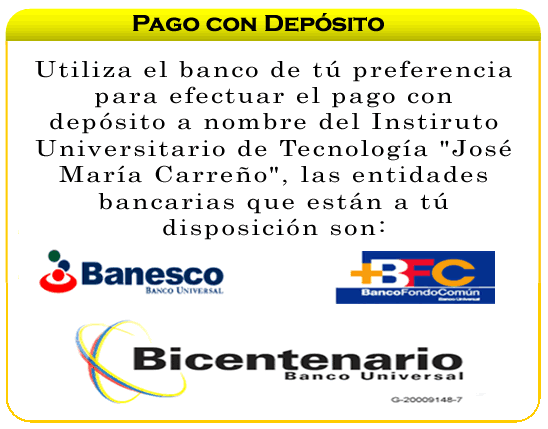 Pago con Depósito
Utiliza el banco de tú preferencia
para efectuar el pago con
depósito a nombre del Instiruto
Universitario de Tecnología "José
María Carreño", las entidades
bancarias que están a tú
disposición son:
Banesco
BANCO UNIVERSAL
+BFC
BancoFondoComún
Banco Universal
Bicentenario
Banco Universal
G-20009148-7